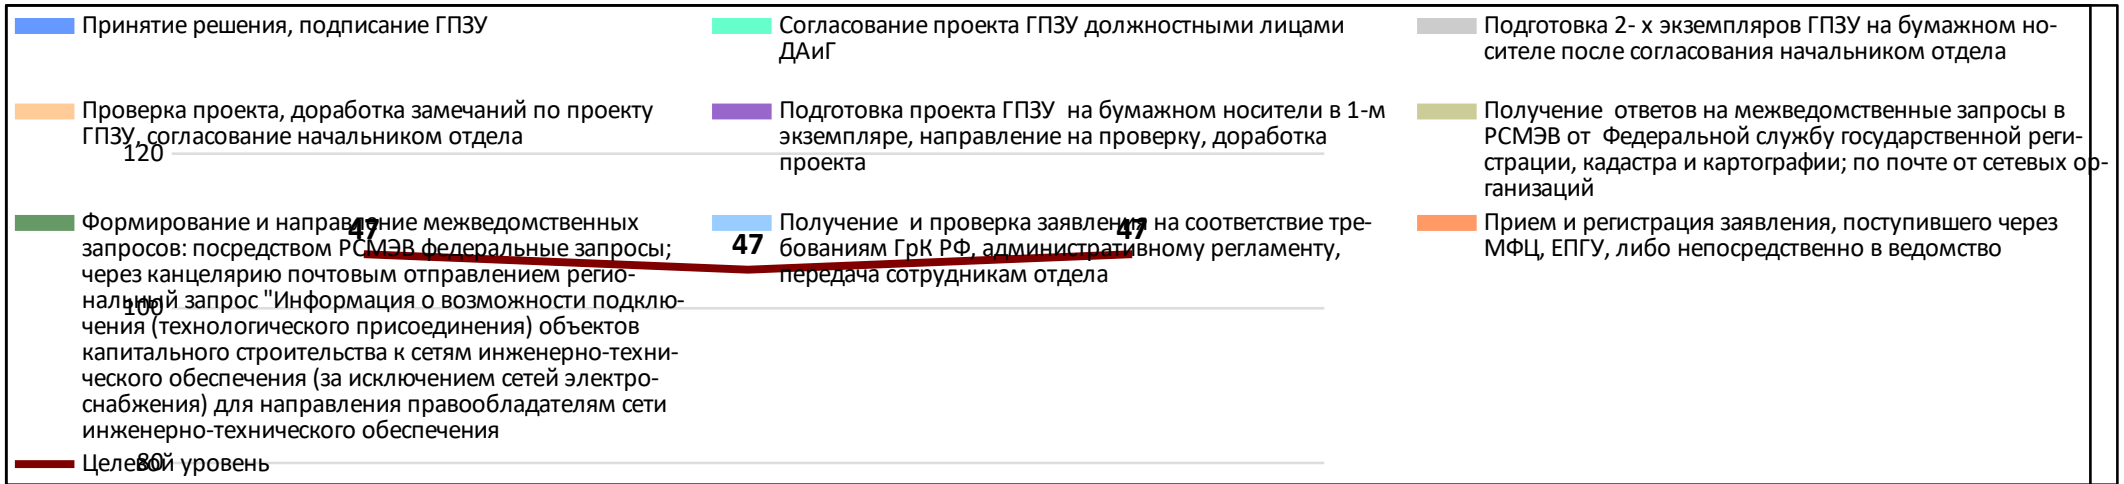 Принятие решения, подписание ГПЗУ
Согласование проекта ГПЗУ должностными лицами
ДАиГ
Подготовка 2- х экземпляров ГПЗУ на бумажном но-
сителе после согласования начальником отдела
Проверка проекта, доработка замечаний по проекту
ГПЗУ, согласование начальником отдела
Подготовка проекта ГПЗУ  на бумажном носители в 1-м
экземпляре, направление на проверку, доработка
проекта
Получение  ответов на межведомственные запросы в
РСМЭВ от  Федеральной службу государственной реги-
страции, кадастра и картографии; по почте от сетевых ор-
ганизаций
120
Формирование и направление межведомственных
запросов: посредством РСМЭВ федеральные запросы;
через канцелярию почтовым отправлением регио-
нальный запрос "Информация о возможности подклю-
чения (технологического присоединения) объектов
капитального строительства к сетям инженерно-техни-
ческого обеспечения (за исключением сетей электро-
снабжения) для направления правообладателям сети
инженерно-технического обеспечения
Получение  и проверка заявления на соответствие тре-
бованиям ГрК РФ, административному регламенту,
передача сотрудникам отдела
Прием и регистрация заявления, поступившего через
МФЦ, ЕПГУ, либо непосредственно в ведомство
47
47
47
100
Целевой уровень
80